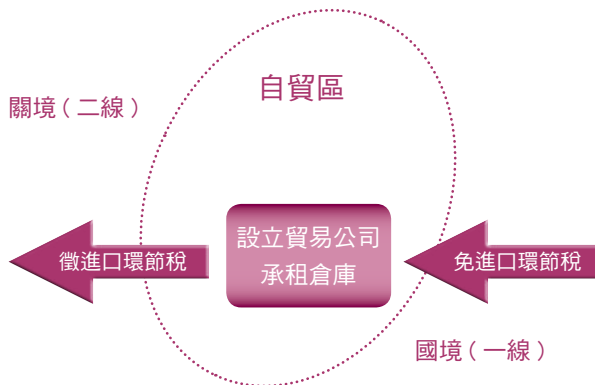 自貿區
關境（二線）
設立貿易公司
承租倉庫
徵進口環節稅
免進口環節稅
國境（一線）